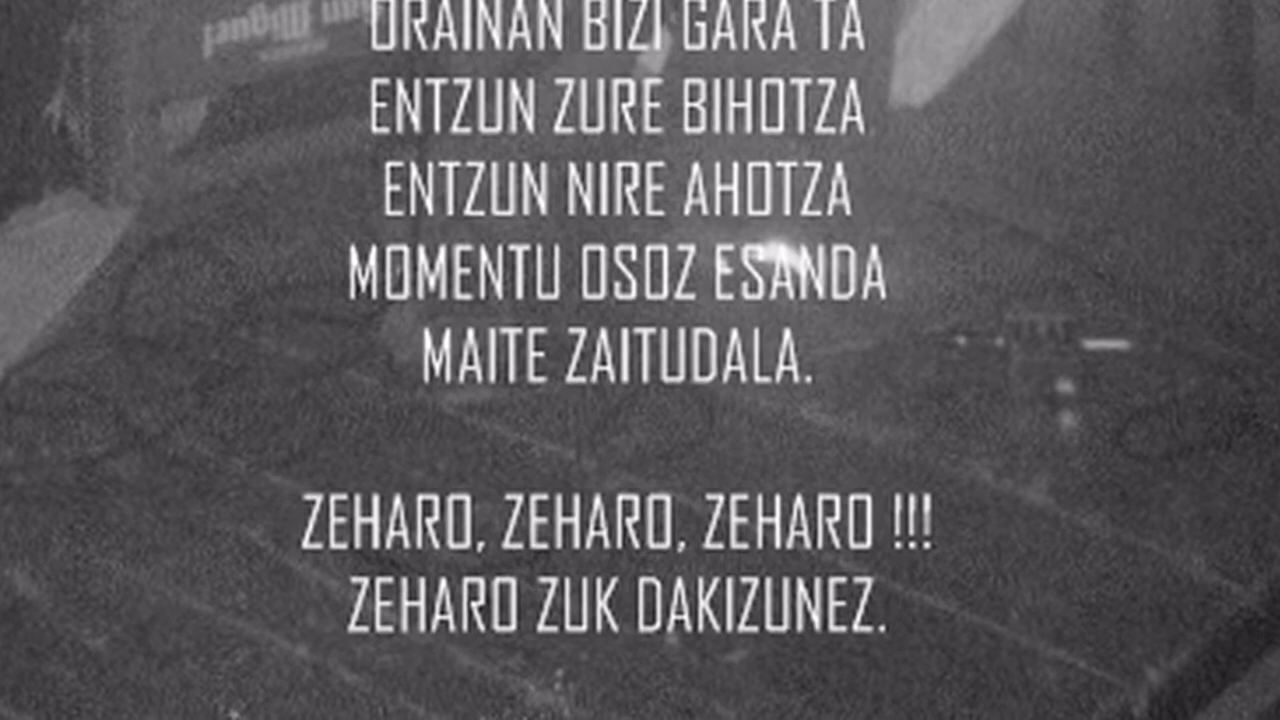 ORAINAN BIZI GARA TA
ENTZUN ZURE BIHOTZA
ENTZUN NIRE AHOTZA
MOMENTU OSOZ ESANDA
MAITE ZAITUDALA.
ZEHARO, ZEHARO, ZEHARO !!!
ZEHARO ZUK DAKIZUNEZ.